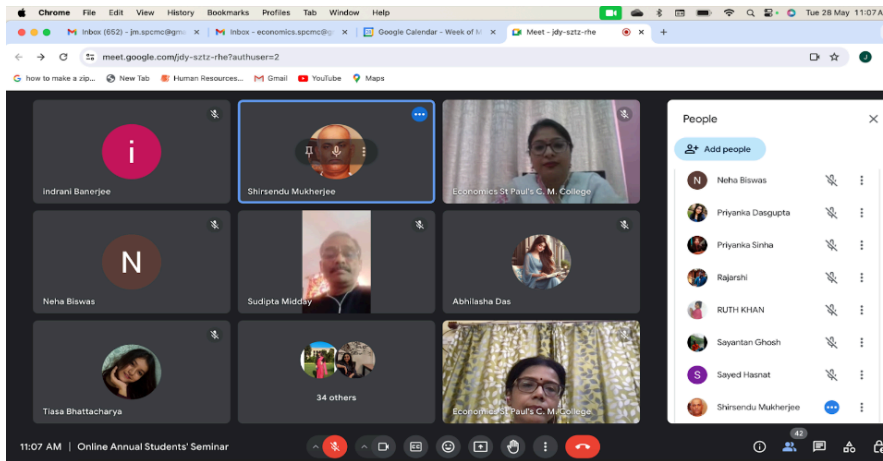 Chrome File Edit View History Bookmarks Profiles Tab Window Help Tue 28 May 11:07 A
Inbox (652) - jm.spcmc@gm Inbox - economics.spcmc@g Google Calendar - Week of M Meet - jdy-sztz-rhe
meet.google.com/jdy-sztz-rhe?authuser=2
how to make a zip... New Tab Human Resources... Gmail YouTube Maps
i
indrani Banerjee
Shirsendu Mukherjee
Economics St Paul's C. M. College
N
Neha Biswas
Sudipta Midday
Abhilasha Das
Tiasa Bhattacharya
34 others
Economics St Paul's C. M. College
People
Add people
N Neha Biswas
Priyanka Dasgupta
Priyanka Sinha
Rajarshi
RUTH KHAN
Sayantan Ghosh
S Sayed Hasnat
Shirsendu Mukherjee
11:07 AM | Online Annual Students' Seminar
42